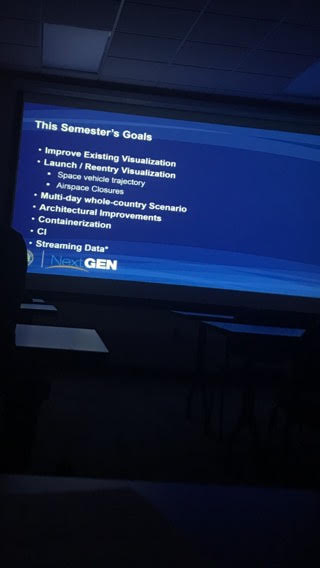 This Semester's Goals
• Improve Existing Visualization
• Launch / Reentry Visualization
▪ Space vehicle trajectory
▪ Airspace Closures
• Multi-day whole-country Scenario
• Architectural Improvements
• Containerization
• CI
• Streaming Data*
NextGEN